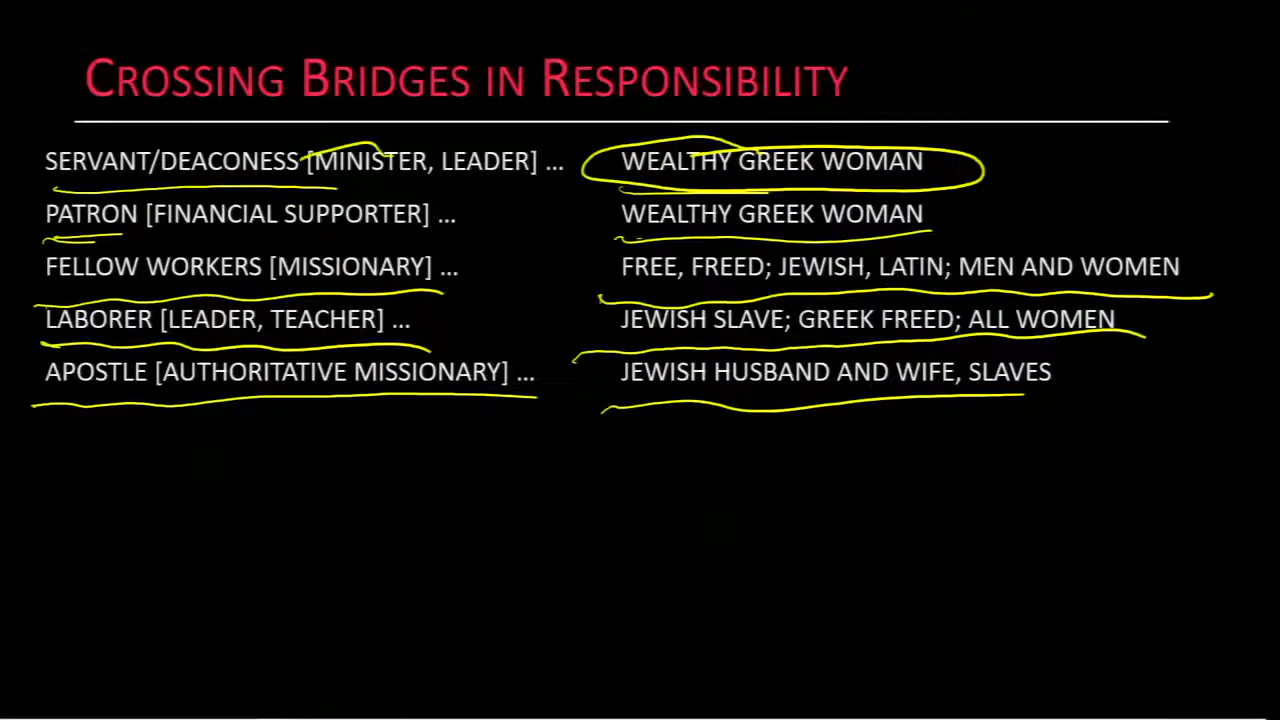 CROSSING BRIDGES IN RESPONSIBILITY
SERVANT/DEACONESS [MINISTER, LEADER] ... WEALTHY GREEK WOMAN
PATRON [FINANCIAL SUPPORTER] ... WEALTHY GREEK WOMAN
FELLOW WORKERS [MISSIONARY] ... FREE, FREED; JEWISH, LATIN; MEN AND WOMEN
LABORER [LEADER, TEACHER] ... JEWISH SLAVE; GREEK FREED; ALL WOMEN
APOSTLE [AUTHORITATIVE MISSIONARY] ... JEWISH HUSBAND AND WIFE, SLAVES